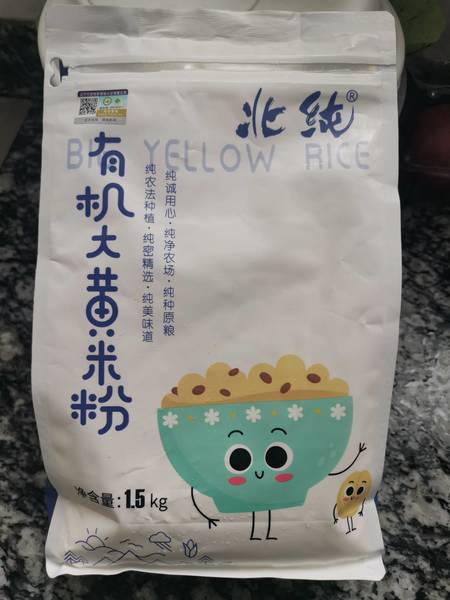 北纯®
BIG YELLOW RICE
有机大黄米粉
纯诚用心·纯净农场·纯种原粮
纯农法种植·纯密精选·纯美味道
净含量:1.5kg